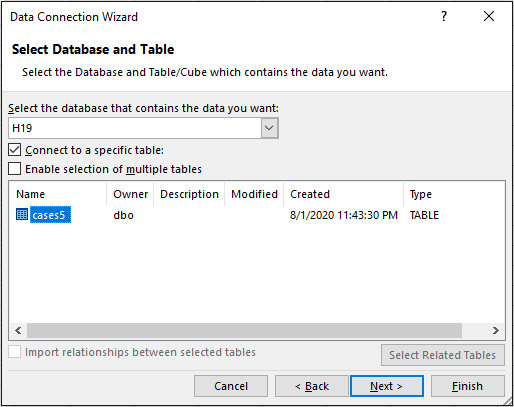 Data Connection Wizard ?
Select Database and Table
Select the Database and Table/Cube which contains the data you want.
Select the database that contains the data you want:
H19
Connect to a specific table:
Enable selection of multiple tables
Name Owner Description Modified Created Type
cases5 dbo 8/1/2020 11:43:30 PM TABLE
Import relationships between selected tables
Select Related Tables
Cancel < Back Next > Finish